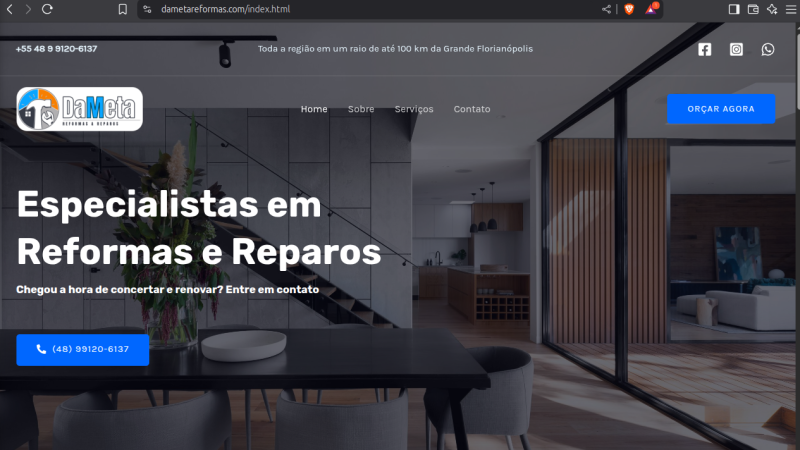 dametareformas.com/index.html
+55 48 9 9120-6137
Toda a região em um raio de até 100 km da Grande Florianópolis
DaMeta
REFORMAS & REPAROS
Home
Sobre
Serviços
Contato
ORÇAR AGORA
Especialistas em
Reformas e Reparos
Chegou a hora de concertar e renovar? Entre em contato
(48) 99120-6137